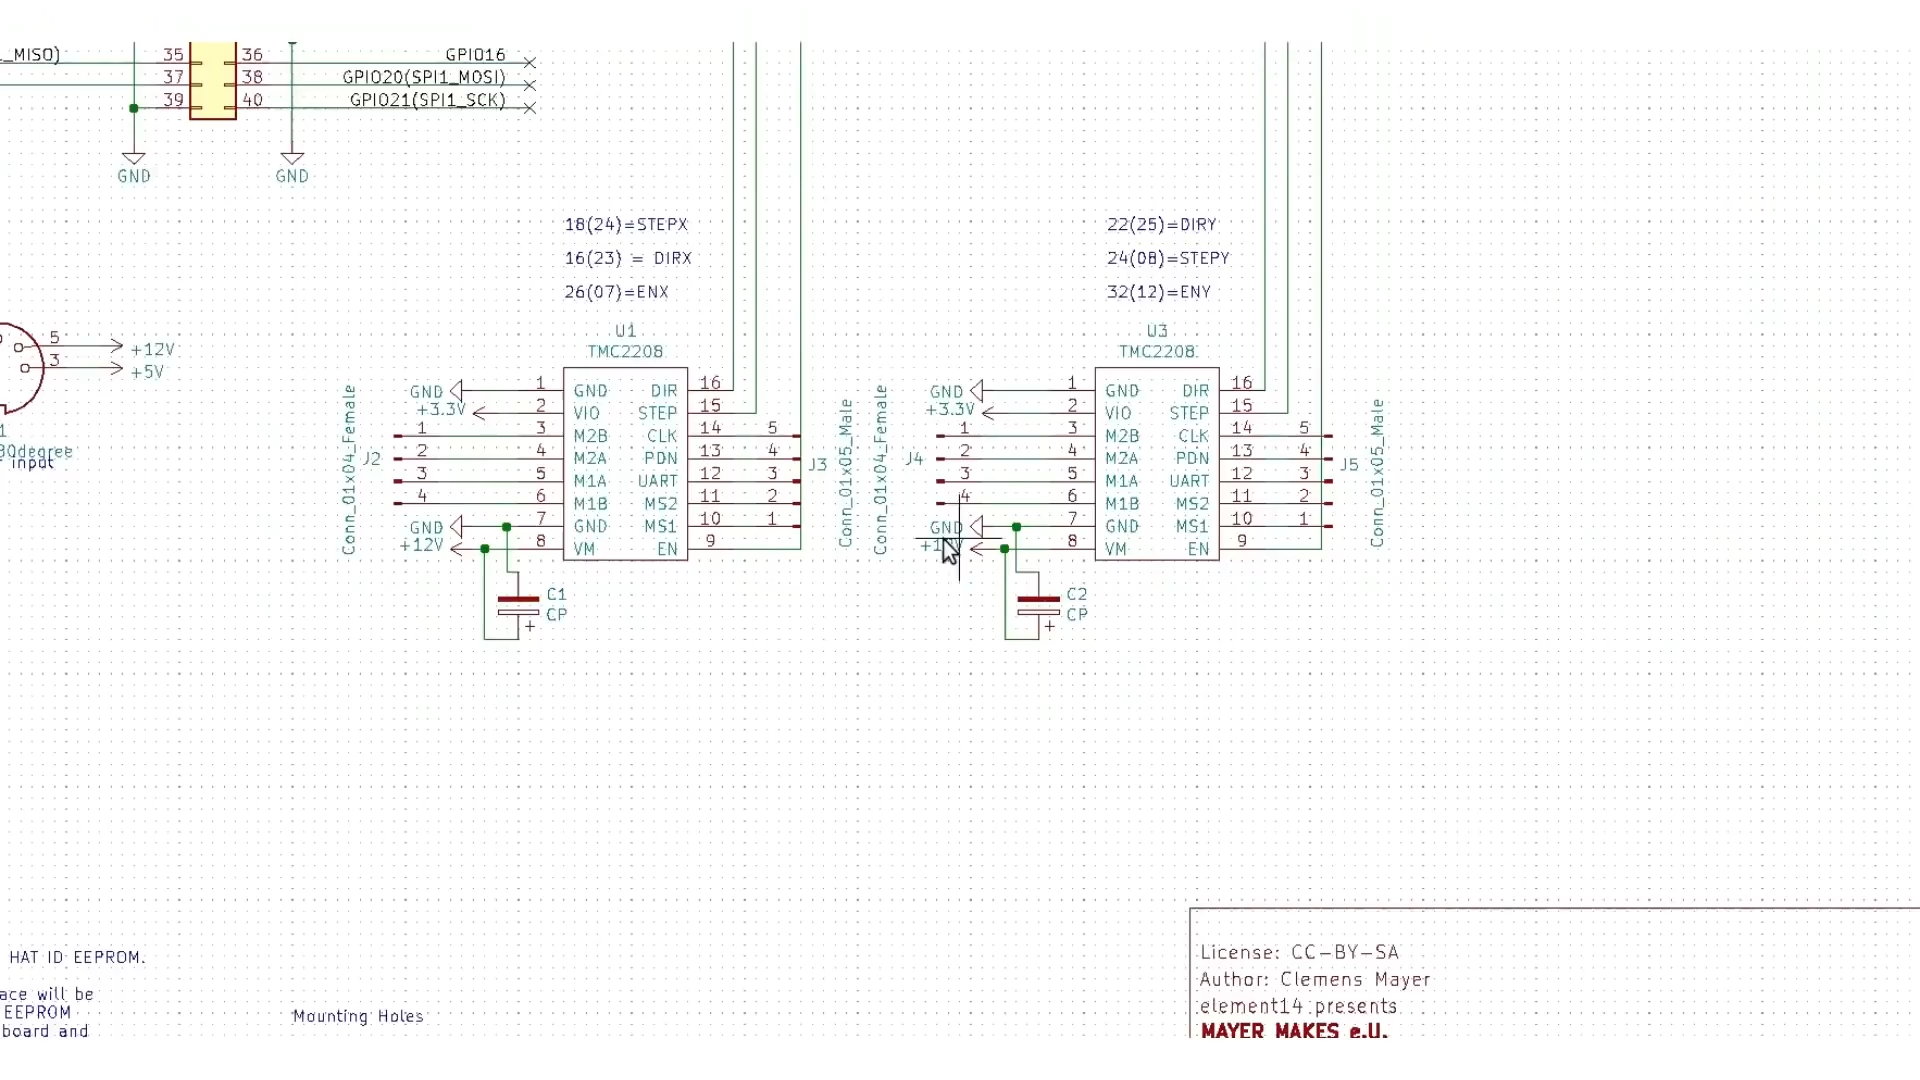 _MISO) 35 36 GPIO16
37 38 GPIO20(SPI1_MOSI)
39 40 GPIO21(SPI1_SCK)
GND GND
18(24)=STEPX
16(23) = DIRX
26(07)=ENX
22(25)=DIRY
24(08)=STEPY
32(12)=ENY
5 +12V
3 +5V
1
30degree
input
U1
TMC2208
Conn_01x04_Female
J2
GND 1 GND DIR 16
+3.3V 2 VIO STEP 15
1 3 M2B CLK 14 5
2 4 M2A PDN 13 4
3 5 M1A UART 12 3
4 6 M1B MS2 11 2
GND 7 GND MS1 10 1
+12V 8 VM EN 9
J3
Conn_01x05_Male
C1
CP
+
U3
TMC2208
Conn_01x04_Female
J4
GND 1 GND DIR 16
+3.3V 2 VIO STEP 15
1 3 M2B CLK 14 5
2 4 M2A PDN 13 4
3 5 M1A UART 12 3
4 6 M1B MS2 11 2
GND 7 GND MS1 10 1
8 VM EN 9
J5
Conn_01x05_Male
C2
CP
+
HAT ID EEPROM.
ace will be
EEPROM
board and
Mounting Holes
License: CC-BY-SA
Author: Clemens Mayer
element14 presents
MAYER MAKES e.U.